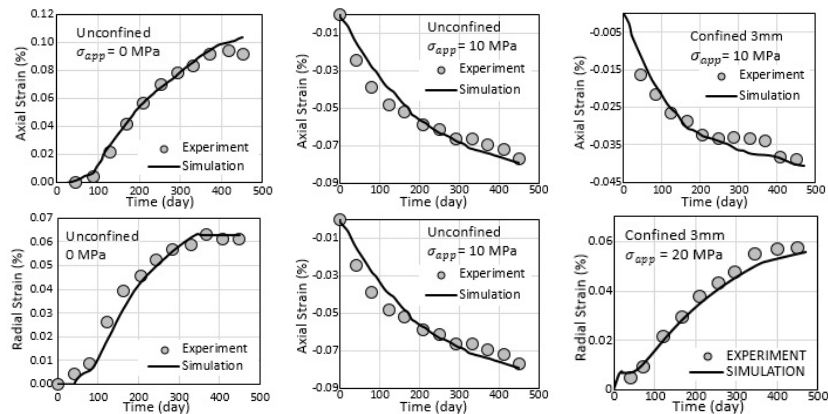 0.12
0.10
0.08
0.06
0.04
0.02
0.00
Axial Strain (%)
Unconfined
σapp = 0 MPa
Experiment
Simulation
0 100 200 300 400 500
Time (day)
-0.01
-0.03
-0.05
-0.07
-0.09
Axial Strain (%)
Unconfined
σapp = 10 MPa
Experiment
Simulation
0 100 200 300 400 500
Time (day)
-0.005
-0.015
-0.025
-0.035
-0.045
Axial Strain (%)
Confined 3mm
σapp = 10 MPa
Experiment
Simulation
0 100 200 300 400 500
Time (day)
0.07
0.06
0.05
0.04
0.03
0.02
0.01
0.00
Radial Strain (%)
Unconfined
0 MPa
Experiment
Simulation
0 100 200 300 400 500
Time (day)
-0.01
-0.03
-0.05
-0.07
-0.09
Axial Strain (%)
Unconfined
σapp = 10 MPa
Experiment
Simulation
0 100 200 300 400 500
Time (day)
0.06
0.04
0.02
0.00
Radial Strain (%)
Confined 3mm
σapp = 20 MPa
EXPERIMENT
SIMULATION
0 100 200 300 400 500
Time (day)